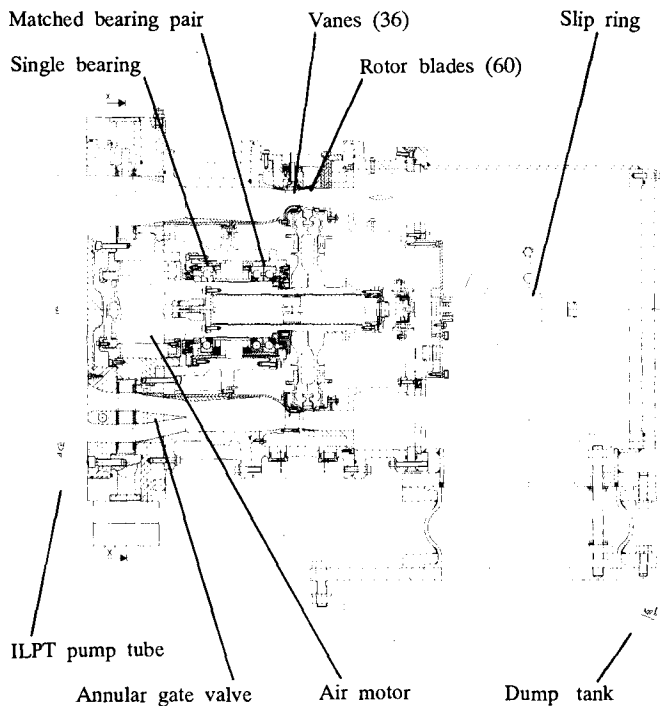 Matched bearing pair
Vanes (36)
Slip ring
Single bearing
Rotor blades (60)
X
X
ILPT pump tube
Annular gate valve
Air motor
Dump tank